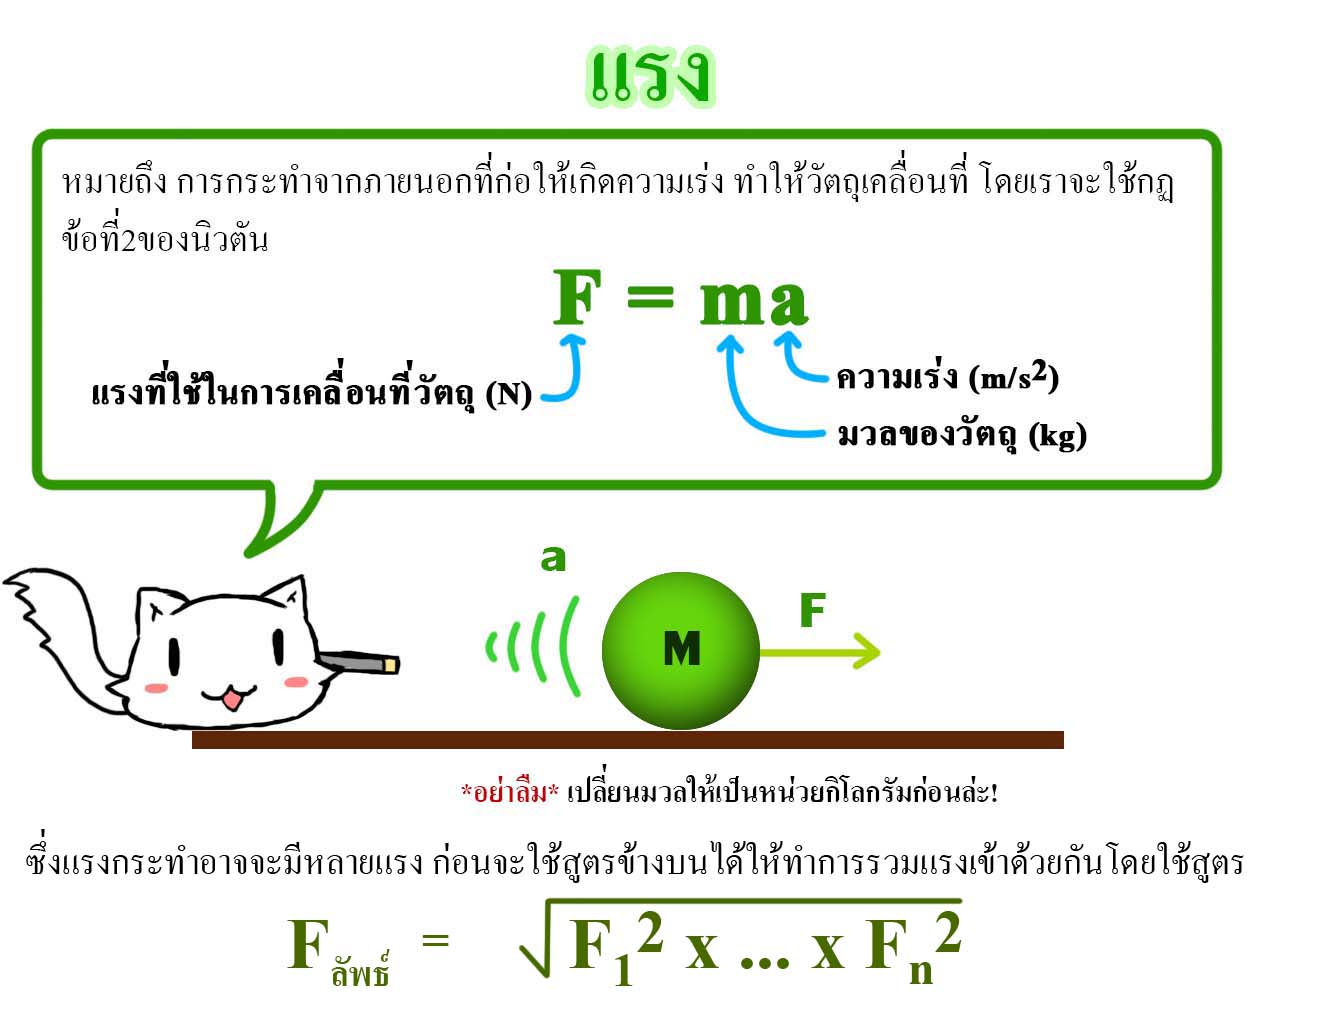 แรง
หมายถึง การกระทำจากภายนอกที่ก่อให้เกิดความเร่ง ทำให้วัตถุเคลื่อนที่ โดยเราจะใช้กฏ
ข้อที่2ของนิวตัน
F = ma
แรงที่ใช้ในการเคลื่อนที่วัตถุ (N)
ความเร่ง (m/s²)
มวลของวัตถุ (kg)
a
M
F
*อย่าลืม* เปลี่ยนมวลให้เป็นหน่วยกิโลกรัมก่อนล่ะ!
ซึ่งแรงกระทำอาจจะมีหลายแรง ก่อนจะใช้สูตรข้างบนได้ให้ทำการรวมแรงเข้าด้วยกันโดยใช้สูตร
Fลัพธ์ = √F₁² x ... x Fₙ²